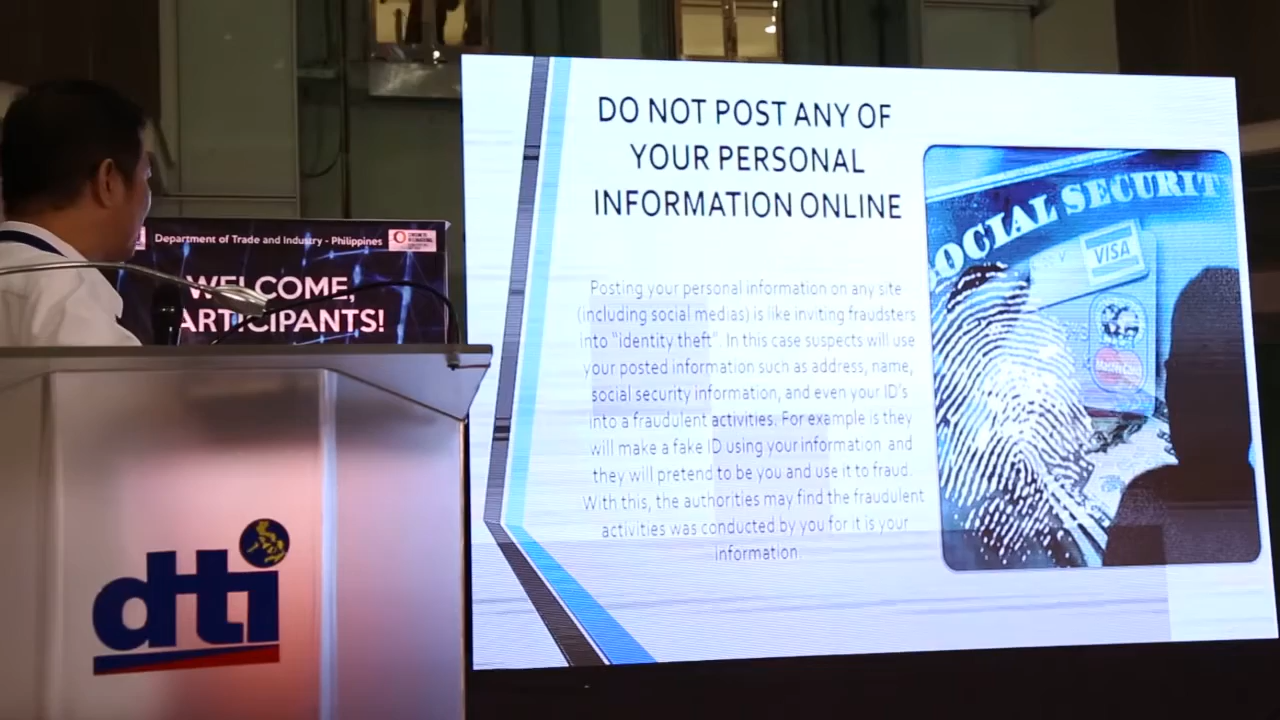 DO NOT POST ANY OF
YOUR PERSONAL
INFORMATION ONLINE
Posting your personal information on any site
(including social medias) is like inviting fraudsters
into "identity theft". In this case suspects will use
your posted information such as address, name,
social security information, and even your ID's
into a fraudulent activities. For example is they
will make a fake ID using your information and
they will pretend to be you and use it to fraud.
With this, the authorities may find the fraudulent
activities was conducted by you for it is your
information.
OCIAL SECURIT
VISA
MasterCard
Department of Trade and Industry - Philippines
WELCOME,
ARTICIPANTS!
dti